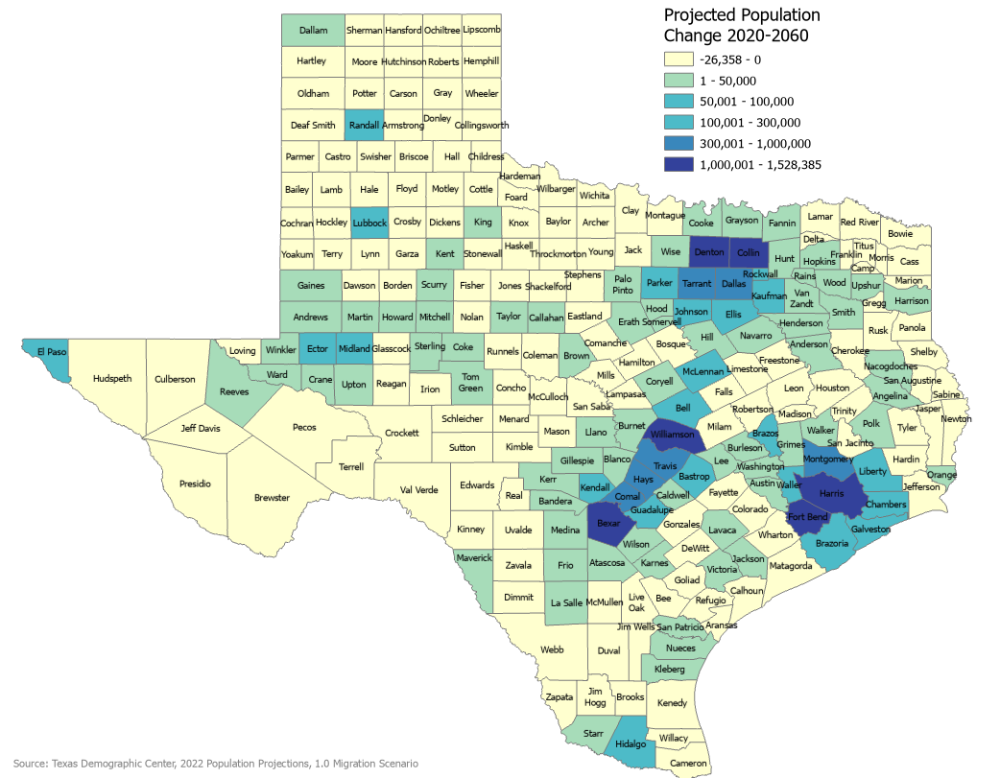 Projected Population
Change 2020-2060
-26,358 - 0
1 - 50,000
50,001 - 100,000
100,001 - 300,000
300,001 - 1,000,000
1,000,001 - 1,528,385
Dallam Sherman Hansford Ochiltree Lipscomb
Hartley Moore Hutchinson Roberts Hemphill
Oldham Potter Carson Gray Wheeler
Deaf Smith Randall Armstrong Donley Collingsworth
Parmer Castro Swisher Briscoe Hall Childress
Hardeman
Bailey Lamb Hale Floyd Motley Cottle Foard Wilbarger Wichita
Clay Montague Cooke Grayson Fannin Lamar Red River Bowie
Cochran Hockley Lubbock Crosby Dickens King Knox Baylor Archer
Delta Titus Franklin Morris Cass
Yoakum Terry Lynn Garza Kent Stonewall Haskell Throckmorton Young Jack Wise Denton Collin Hunt Hopkins Camp
Stephens Rockwall Rains Wood Upshur Marion
Gaines Dawson Borden Scurry Fisher Jones Shackelford Palo
Pinto Parker Tarrant Dallas Kaufman Van
Zandt Gregg Harrison
Andrews Martin Howard Mitchell Nolan Taylor Callahan Eastland Erath Hood Somervell Johnson Ellis Henderson Smith Rusk Panola
El Paso Hudspeth Culberson Loving Winkler Ector Midland Glasscock Sterling Coke Runnels Coleman Brown Comanche Bosque Hill Navarro Anderson Cherokee Shelby
Reeves Ward Crane Upton Reagan Irion Tom
Green Concho McCulloch Mills Hamilton McLennan Limestone Freestone Nacogdoches San Augustine
San Saba Lampasas Coryell Falls Leon Houston Angelina Sabine
Jeff Davis Pecos Crockett Schleicher Menard Mason Llano Burnet Bell Robertson Madison Trinity Polk Tyler Jasper Newton
Sutton Kimble Gillespie Blanco Williamson Milam Brazos Grimes Walker San Jacinto Hardin
Presidio Brewster Terrell Val Verde Edwards Real Kerr Kendall Hays Travis Bastrop Lee Burleson Washington Montgomery Liberty Orange
Bandera Comal Caldwell Fayette Austin Waller Harris Chambers Jefferson
Kinney Uvalde Medina Bexar Guadalupe Gonzales Colorado Fort Bend Galveston
Wilson Lavaca Wharton Brazoria
Maverick Zavala Frio Atascosa Karnes DeWitt Victoria Jackson Matagorda
Dimmit La Salle McMullen Live
Oak Bee Goliad Refugio Calhoun
Webb Duval Jim Wells San Patricio Aransas
Nueces
Kleberg
Zapata Jim
Hogg Brooks Kenedy
Starr Hidalgo Willacy
Cameron
Source: Texas Demographic Center, 2022 Population Projections, 1.0 Migration Scenario